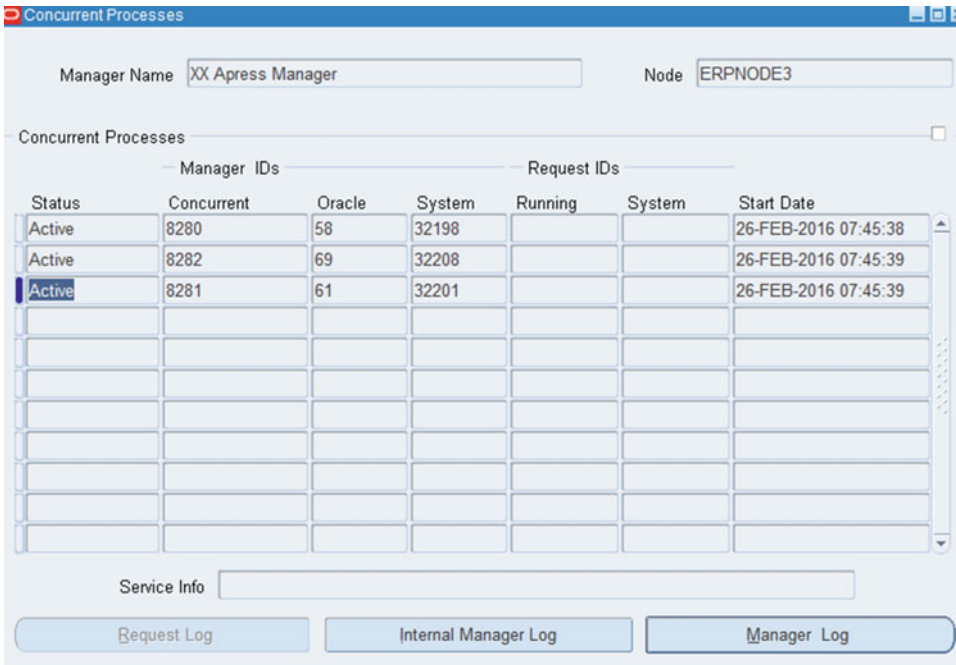 Concurrent Processes
Manager Name XX Apress Manager Node ERPNODE3
Concurrent Processes
Manager IDs Request IDs
Status Concurrent Oracle System Running System Start Date
Active 8280 58 32198 26-FEB-2016 07:45:38
Active 8282 69 32208 26-FEB-2016 07:45:39
Active 8281 61 32201 26-FEB-2016 07:45:39
Service Info
Request Log Internal Manager Log Manager Log